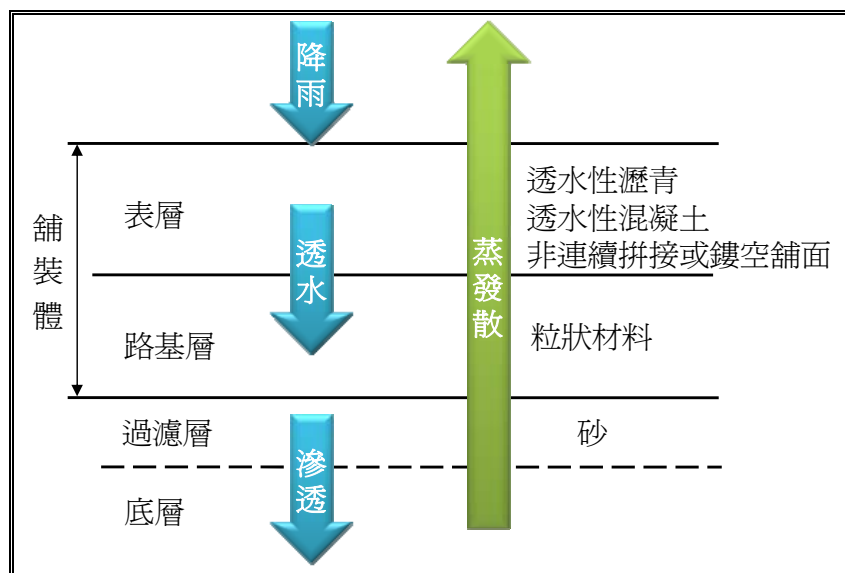 降雨
舖裝體
表層
透水性瀝青
透水性混凝土
非連續拼接或鏤空舖面
透水
蒸發散
路基層
粒狀材料
過濾層
砂
滲透
底層